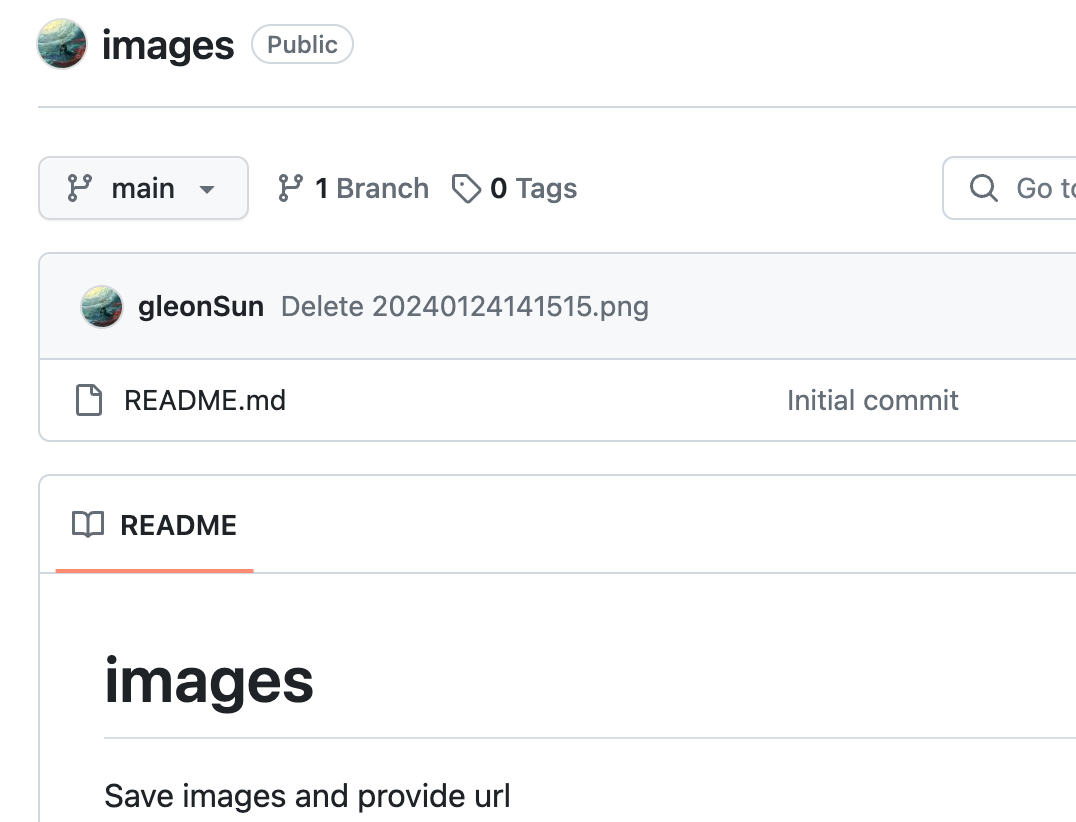 images Public
main 1 Branch 0 Tags Go to
gleonSun Delete 20240124141515.png
README.md Initial commit
README
images
Save images and provide url